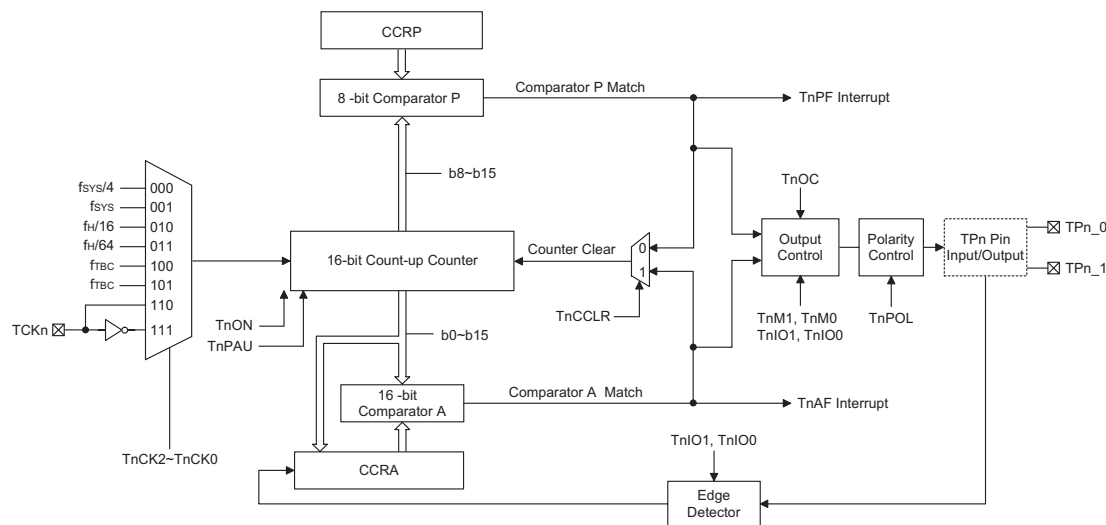 CCRP
8 -bit Comparator P
Comparator P Match
TnPF Interrupt
b8~b15
fSYS/4
000
fSYS
001
fH/16
010
fH/64
011
fTBC
100
fTBC
101
110
111
TCKn
TnCK2~TnCK0
16-bit Count-up Counter
TnON
TnPAU
Counter Clear
0
1
TnCCLR
TnOC
Output
Control
TnM1, TnM0
TnIO1, TnIO0
Polarity
Control
TnPOL
TPn Pin
Input/Output
TPn_0
TPn_1
b0~b15
16 -bit
Comparator A
Comparator A Match
TnAF Interrupt
CCRA
TnIO1, TnIO0
Edge
Detector